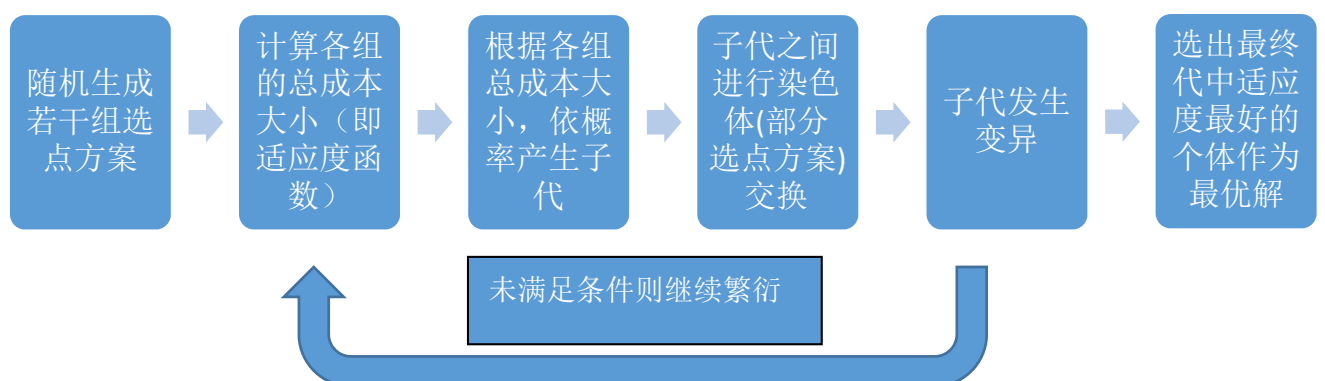 随机生成
若干组选
点方案
计算各组
的总成本
大小（即
适应度函
数）
根据各组
总成本大
小，依概
率产生子
代
子代之间
进行染色
体(部分
选点方案)
交换
子代发生
变异
选出最终
代中适应
度最好的
个体作为
最优解
未满足条件则继续繁衍